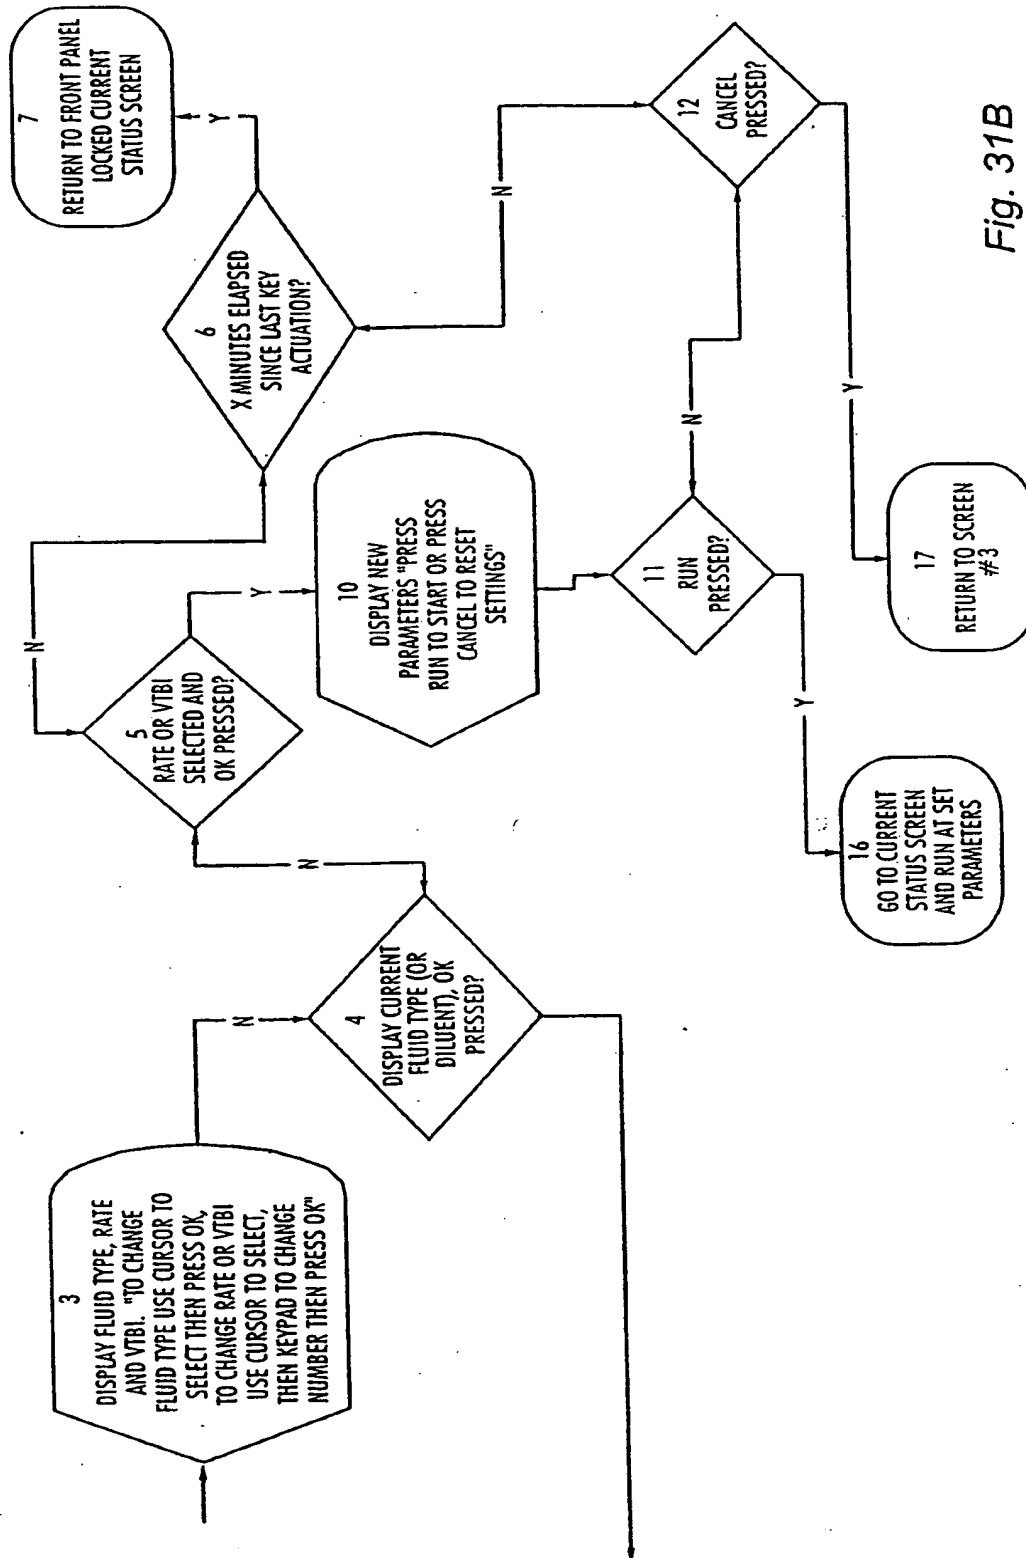 3
DISPLAY FLUID TYPE, RATE
AND VTBI. "TO CHANGE
FLUID TYPE USE CURSOR TO
SELECT THEN PRESS OK,
TO CHANGE RATE OR VTBI
USE CURSOR TO SELECT,
THEN KEYPAD TO CHANGE
NUMBER THEN PRESS OK"
N
4
DISPLAY CURRENT
FLUID TYPE (OR
DILUENT), OK
PRESSED?
N
5
RATE OR VTBI
SELECTED AND
OK PRESSED?
N
Y
6
X MINUTES ELAPSED
SINCE LAST KEY
ACTUATION?
Y
7
RETURN TO FRONT PANEL
LOCKED CURRENT
STATUS SCREEN
N
10
DISPLAY NEW
PARAMETERS "PRESS
RUN TO START OR PRESS
CANCEL TO RESET
SETTINGS"
11
RUN
PRESSED?
N
Y
12
CANCEL
PRESSED?
Y
16
GO TO CURRENT
STATUS SCREEN
AND RUN AT SET
PARAMETERS
17
RETURN TO SCREEN
#3
Fig. 31B